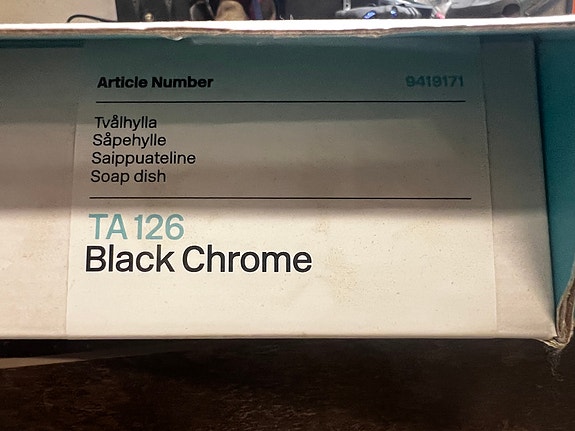 Article Number 9419171
Tvålhylla
Såpehylle
Saippuateline
Soap dish
TA 126
Black Chrome